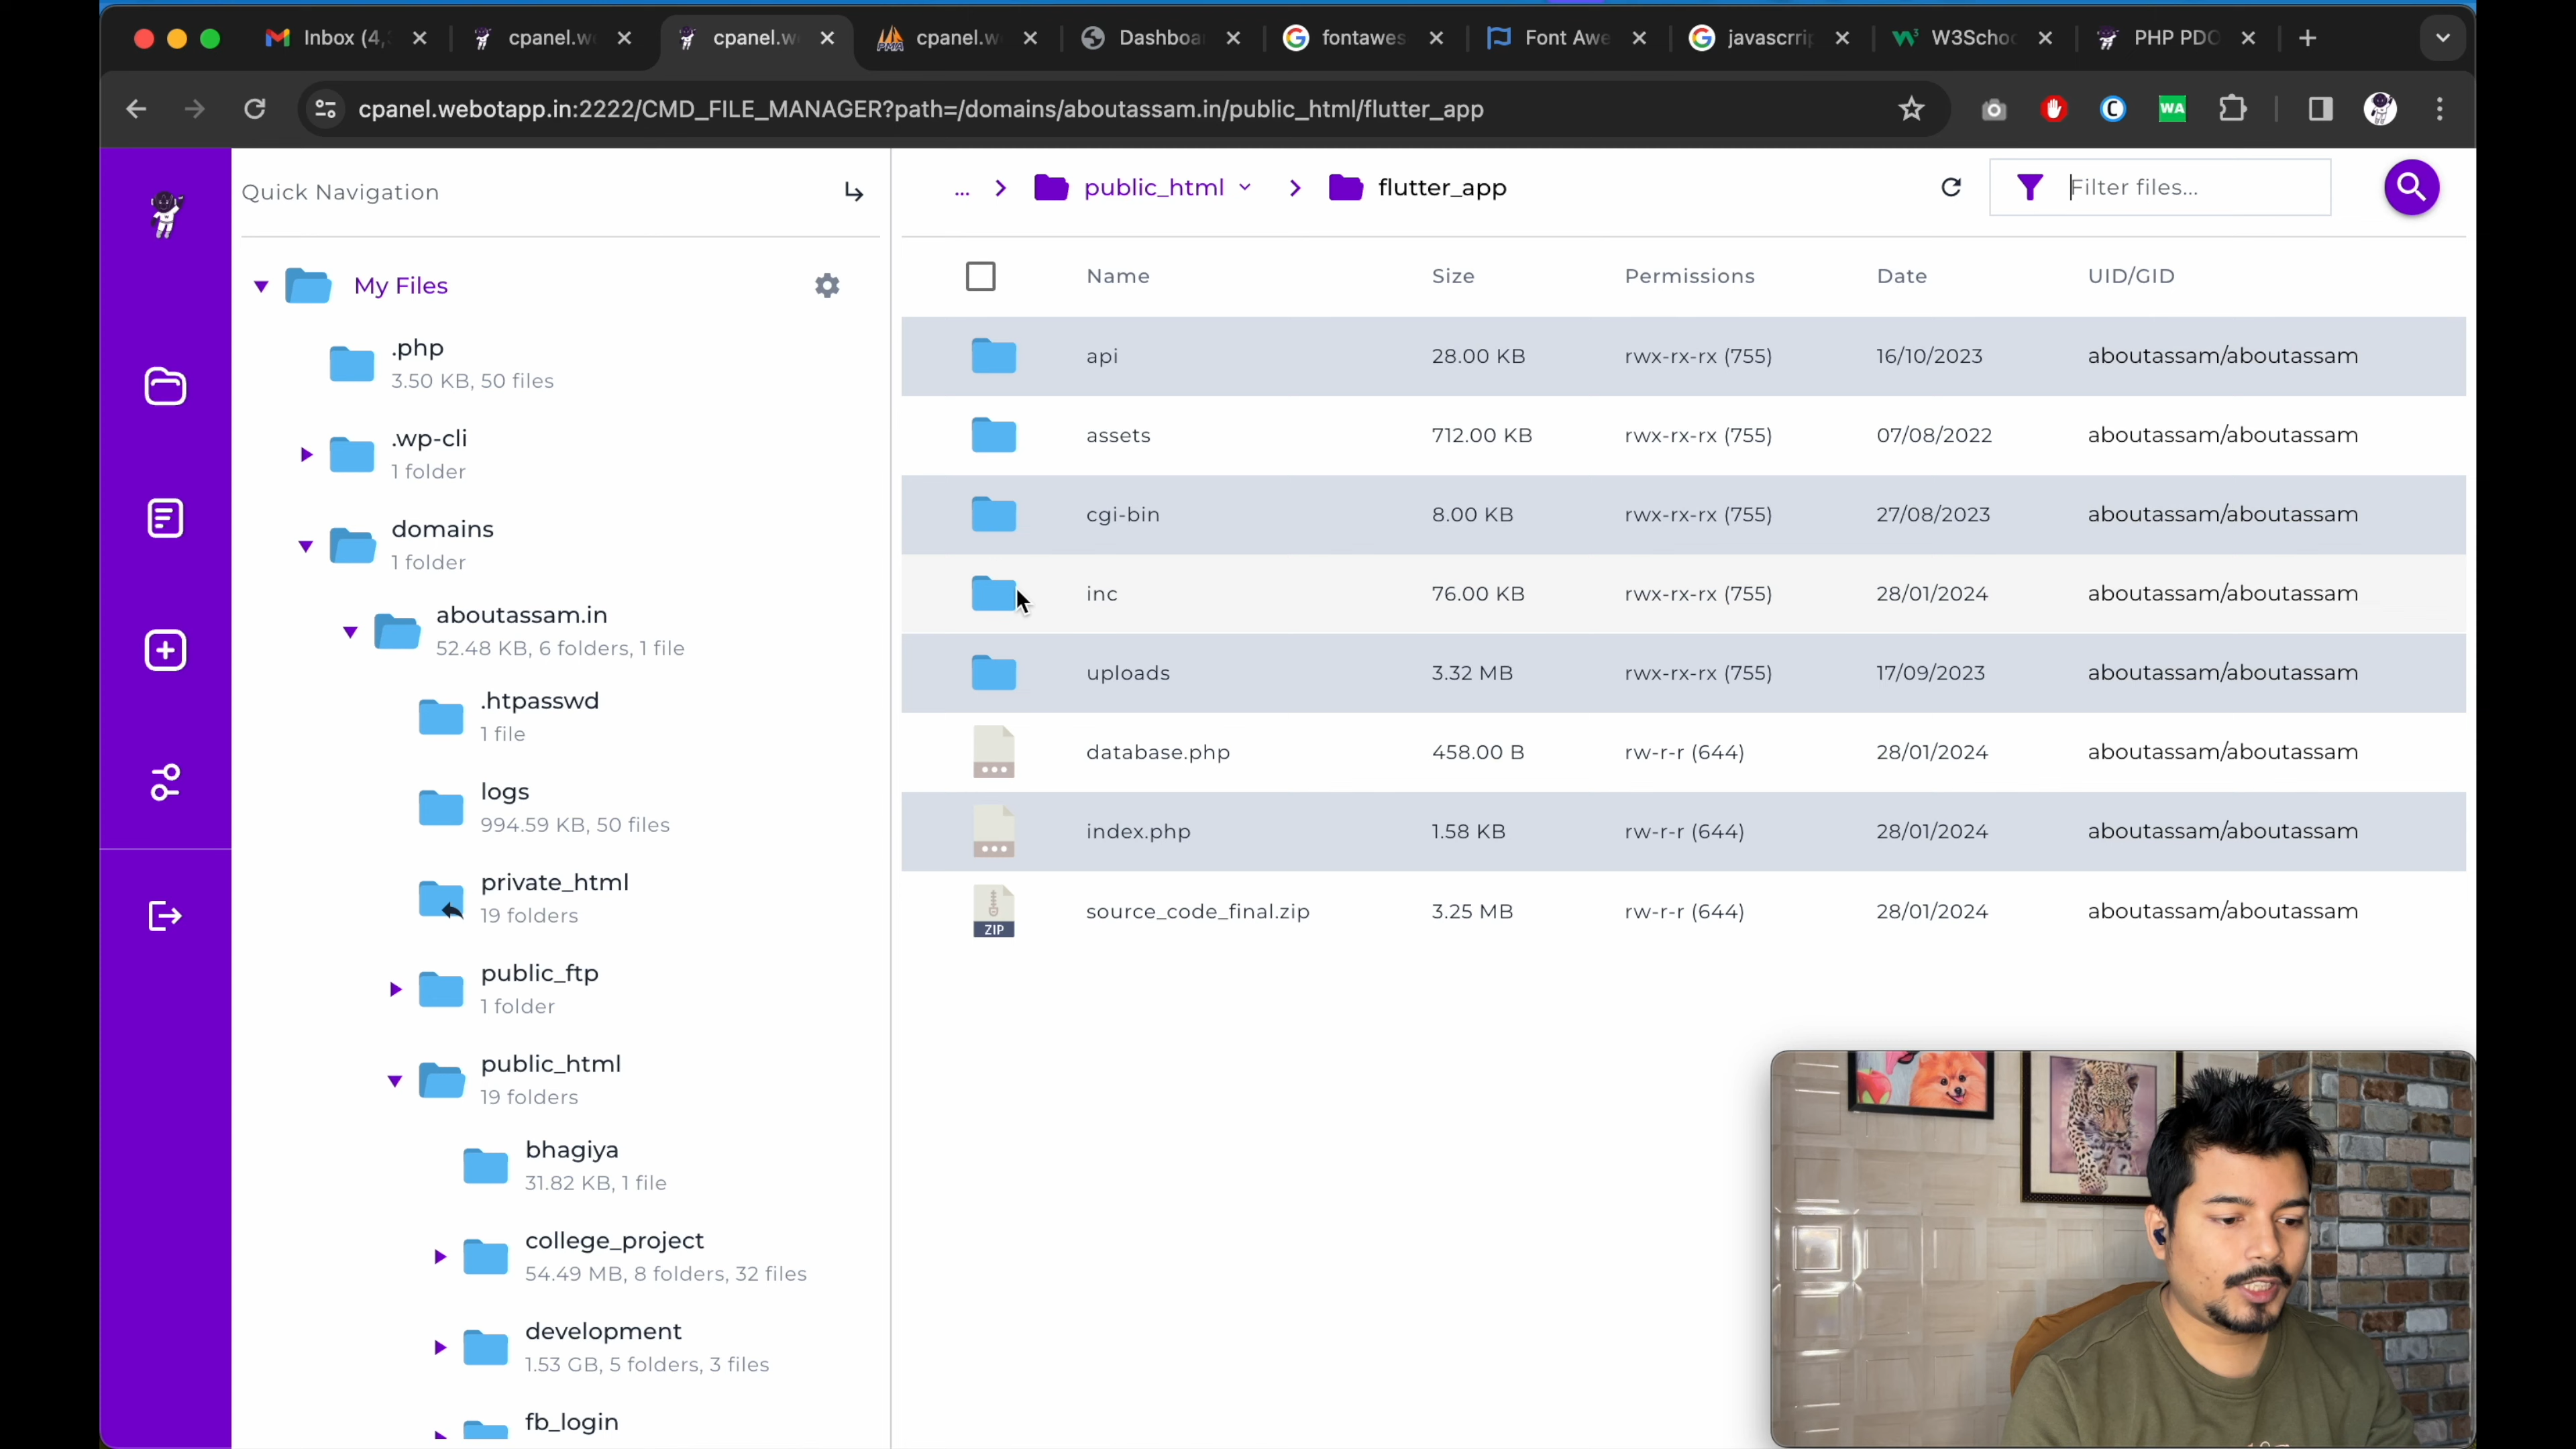 Inbox (4,
cpanel.w
cpanel.w
cpanel.w
Dashboa
fontawes
Font Awe
javascrrip
W3Schoo
PHP PDO
cpanel.webotapp.in:2222/CMD_FILE_MANAGER?path=/domains/aboutassam.in/public_html/flutter_app
WA
Quick Navigation
My Files
.php
3.50 KB, 50 files
.wp-cli
1 folder
domains
1 folder
aboutassam.in
52.48 KB, 6 folders, 1 file
.htpasswd
1 file
logs
994.59 KB, 50 files
private_html
19 folders
public_ftp
1 folder
public_html
19 folders
bhagiya
31.82 KB, 1 file
college_project
54.49 MB, 8 folders, 32 files
development
1.53 GB, 5 folders, 3 files
fb_login
... public_html flutter_app
Filter files...
Name Size Permissions Date UID/GID
api 28.00 KB rwx-rx-rx (755) 16/10/2023 aboutassam/aboutassam
assets 712.00 KB rwx-rx-rx (755) 07/08/2022 aboutassam/aboutassam
cgi-bin 8.00 KB rwx-rx-rx (755) 27/08/2023 aboutassam/aboutassam
inc 76.00 KB rwx-rx-rx (755) 28/01/2024 aboutassam/aboutassam
uploads 3.32 MB rwx-rx-rx (755) 17/09/2023 aboutassam/aboutassam
database.php 458.00 B rw-r-r (644) 28/01/2024 aboutassam/aboutassam
index.php 1.58 KB rw-r-r (644) 28/01/2024 aboutassam/aboutassam
ZIP source_code_final.zip 3.25 MB rw-r-r (644) 28/01/2024 aboutassam/aboutassam